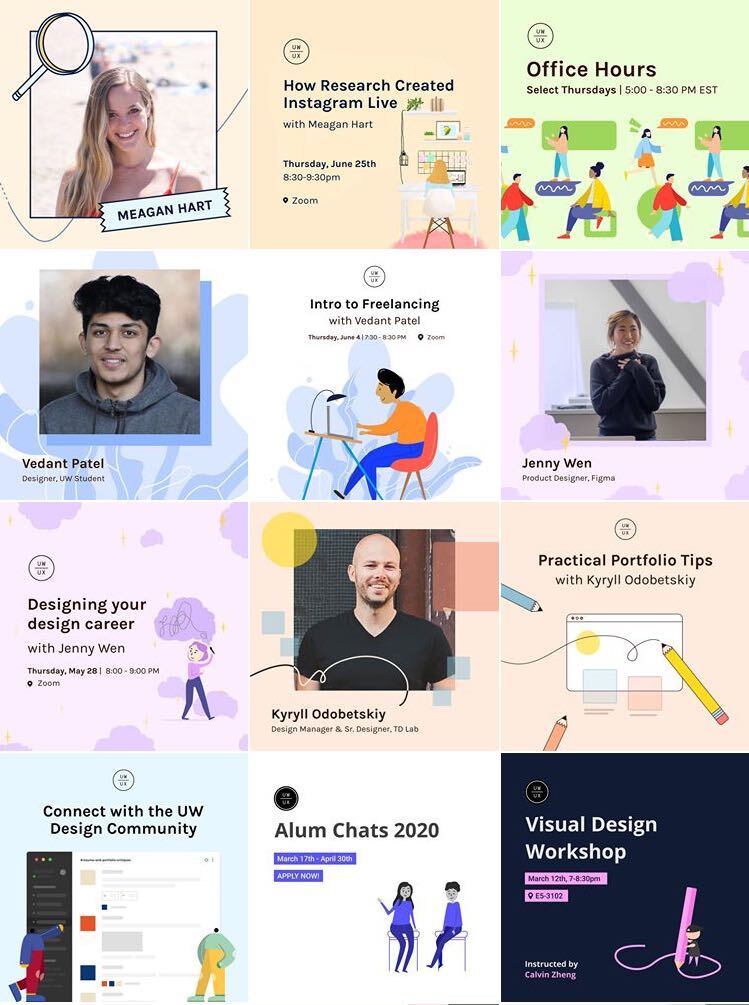 MEAGAN HART
UW
UX
How Research Created
Instagram Live
with Meagan Hart
Thursday, June 25th
8:30-9:30pm
Zoom
UW
UX
Office Hours
Select Thursdays | 5:00 - 8:30 PM EST
Vedant Patel
Designer, UW Student
UW
UX
Intro to Freelancing
with Vedant Patel
Thursday, June 4 | 7:30 - 8:30 PM Zoom
Jenny Wen
Product Designer, Figma
UW
UX
Designing your
design career
with Jenny Wen
Thursday, May 28 | 8:00 - 9:00 PM
Zoom
Kyryll Odobetskiy
Design Manager & Sr. Designer, TD Lab
UW
UX
Practical Portfolio Tips
with Kyryll Odobetskiy
UW
UX
Connect with the UW
Design Community
#resume-and-portfolio-critiques
UW
UX
Alum Chats 2020
March 17th - April 30th
APPLY NOW!
UW
UX
Visual Design
Workshop
March 12th, 7-8:30pm
E5-3102
Instructed by
Calvin Zheng